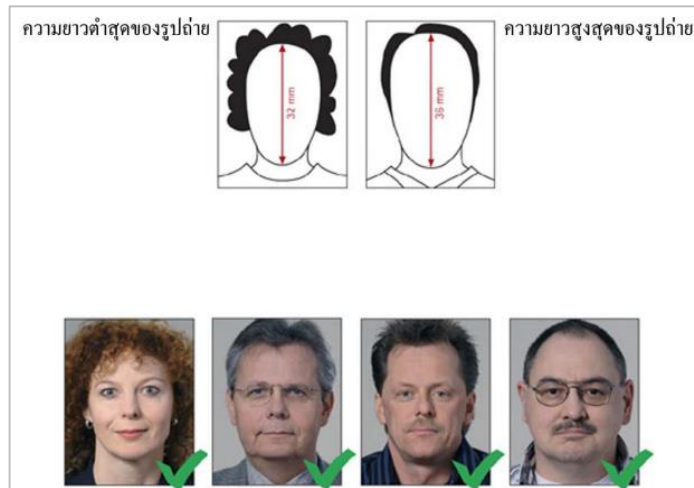 ความยาวต่ำสุดของรูปถ่าย
ความยาวสูงสุดของรูปถ่าย
32 mm
36 mm